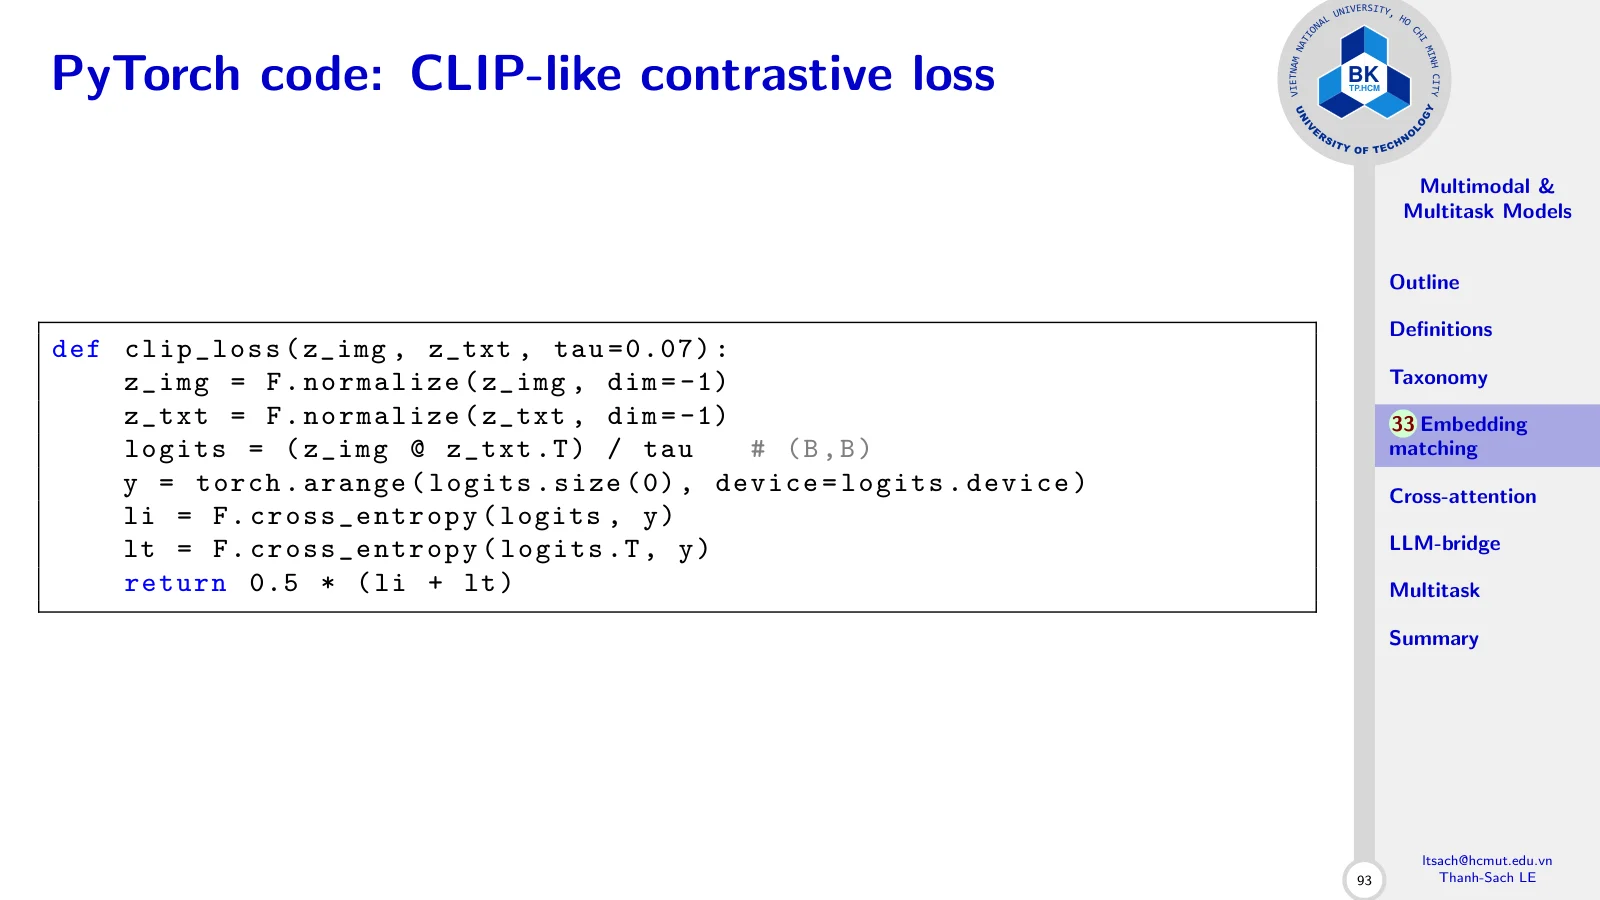 PyTorch code: CLIP-like contrastive loss
def clip_loss(z_img, z_txt, tau=0.07):
    z_img = F.normalize(z_img, dim=-1)
    z_txt = F.normalize(z_txt, dim=-1)
    logits = (z_img @ z_txt.T) / tau   # (B,B)
    y = torch.arange(logits.size(0), device=logits.device)
    li = F.cross_entropy(logits, y)
    lt = F.cross_entropy(logits.T, y)
    return 0.5 * (li + lt)
VIETNAM NATIONAL UNIVERSITY, HO CHI MINH CITY
BK
TP.HCM
UNIVERSITY OF TECHNOLOGY
Multimodal &
Multitask Models
Outline
Definitions
Taxonomy
33 Embedding
matching
Cross-attention
LLM-bridge
Multitask
Summary
ltsach@hcmut.edu.vn
Thanh-Sach LE
93